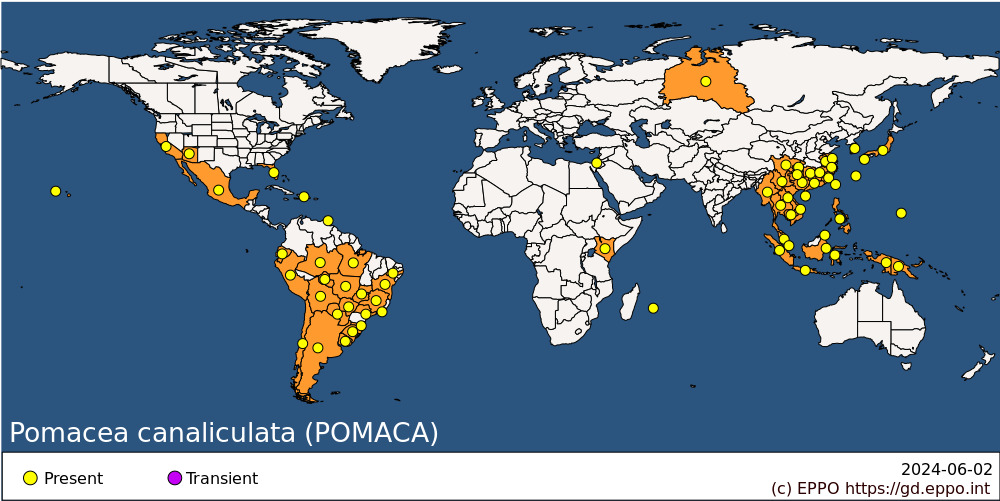 Pomacea canaliculata (POMACA)
Present
Transient
2024-06-02
(c) EPPO https://gd.eppo.int